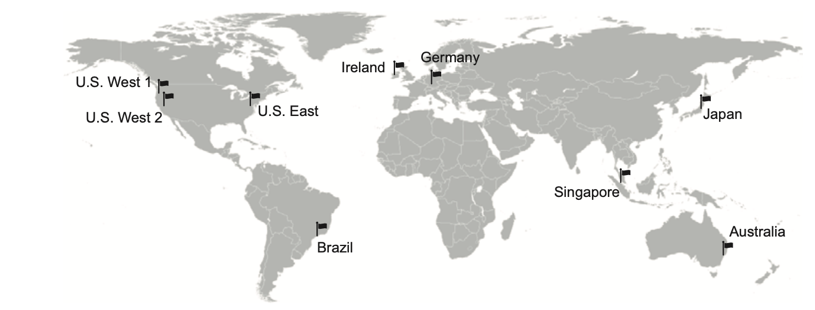 Ireland
Germany
U.S. West 1
U.S. West 2
U.S. East
Japan
Singapore
Brazil
Australia